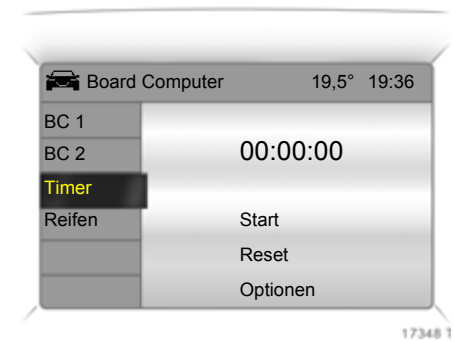 Board Computer 19,5° 19:36
BC 1
BC 2
Timer
Reifen
00:00:00
Start
Reset
Optionen
17348 T